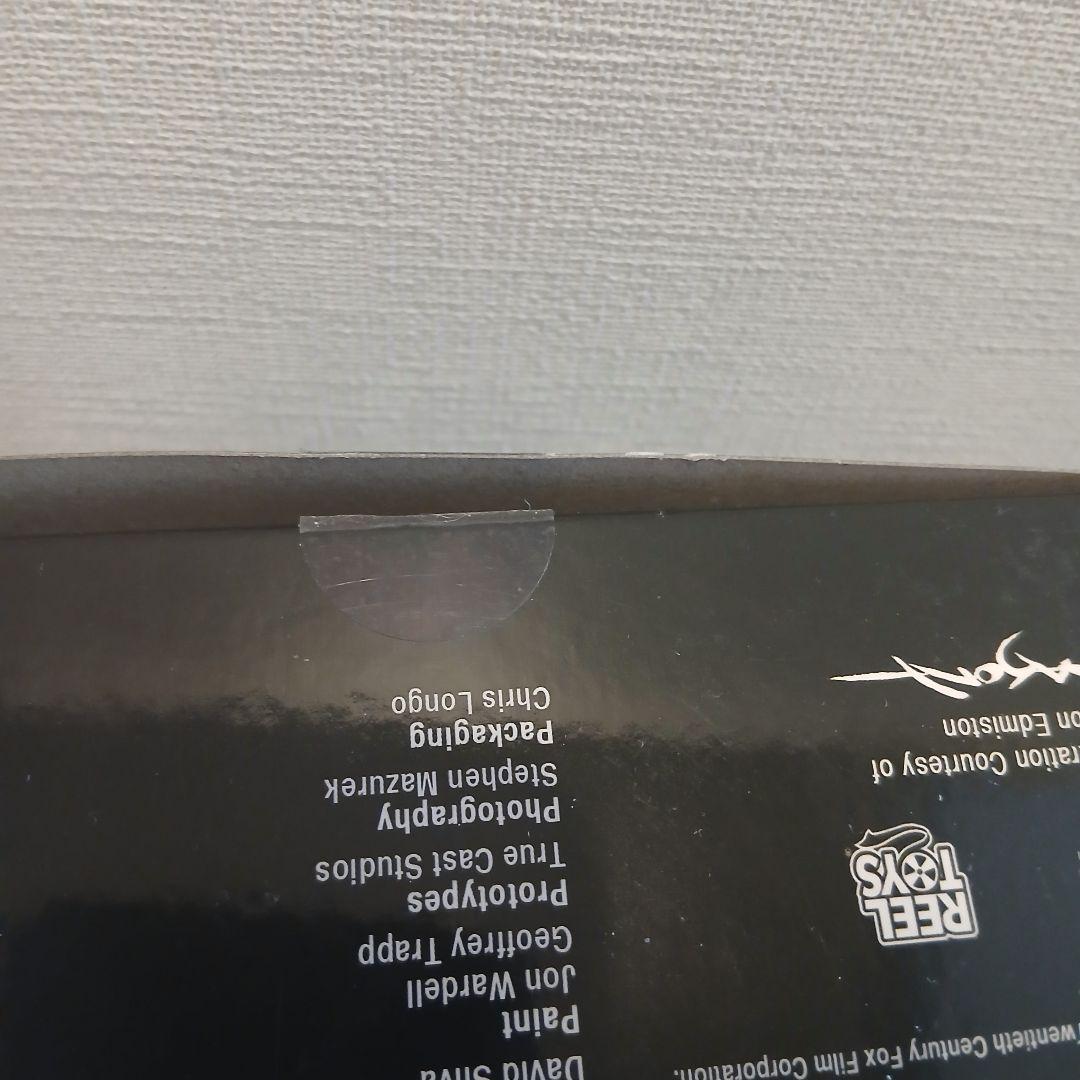 David Silva
Paint
Jon Wardell
Geoffrey Trapp
Prototypes
True Cast Studios
Photography
Stephen Mazurek
Packaging
Chris Longo
Twentieth Century Fox Film Corporation.
REEL
TOYS
ration Courtesy of
on Edmiston